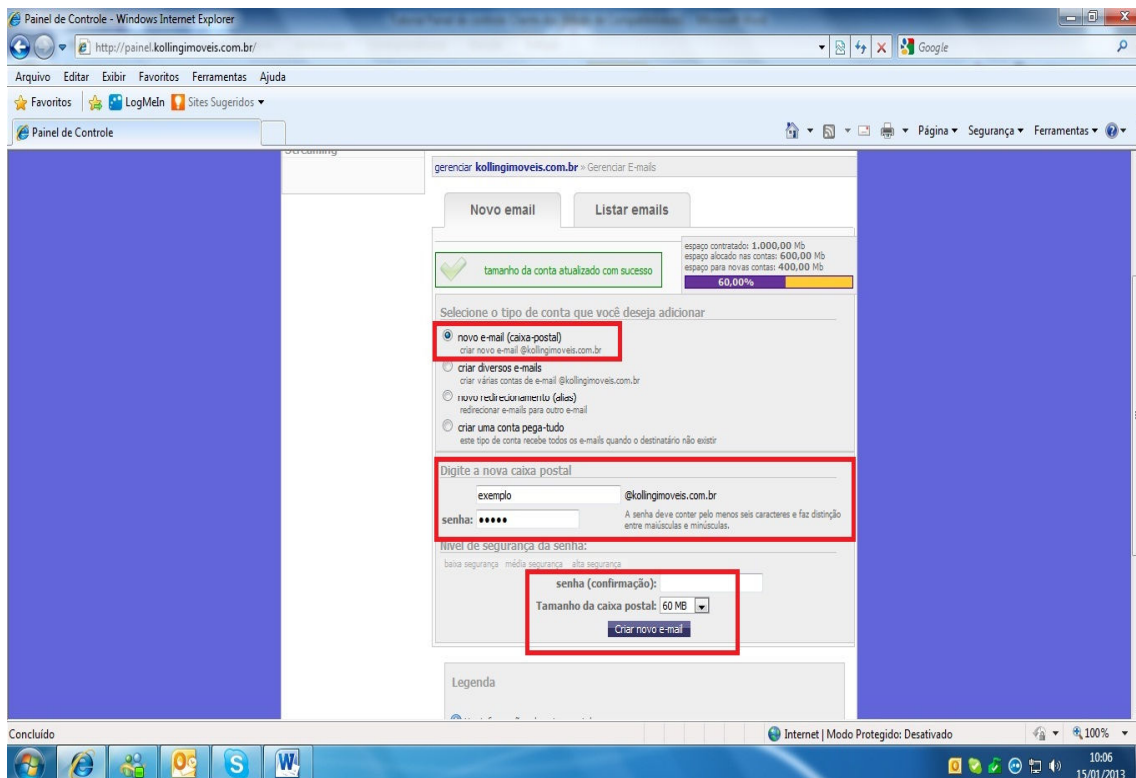 Painel de Controle - Windows Internet Explorer
http://painel.kollingimoveis.com.br/
Google
Arquivo Editar Exibir Favoritos Ferramentas Ajuda
Favoritos LogMeIn Sites Sugeridos
Painel de Controle
Página Segurança Ferramentas
Streaming
gerenciar kollingimoveis.com.br » Gerenciar E-mails
Novo email Listar emails
espaço contratado: 1.000,00 Mb
espaço alocado nas contas: 600,00 Mb
espaço para novas contas: 400,00 Mb
60,00%
tamanho da conta atualizado com sucesso
Selecione o tipo de conta que você deseja adicionar
novo e-mail (caixa-postal)
criar novo e-mail @kollingimoveis.com.br
criar diversos e-mails
criar várias contas de e-mail @kollingimoveis.com.br
novo redirecionamento (alias)
redirecionar e-mails para outro e-mail
criar uma conta pega-tudo
este tipo de conta recebe todos os e-mails quando o destinatário não existir
Digite a nova caixa postal
exemplo @kollingimoveis.com.br
senha: •••••
A senha deve conter pelo menos seis caracteres e faz distinção
entre maiúsculas e minúsculas.
Nível de segurança da senha:
baixa segurança média segurança alta segurança
senha (confirmação):
Tamanho da caixa postal: 60 MB
Criar novo e-mail
Legenda
Concluído
Internet | Modo Protegido: Desativado
100%
10:06
15/01/2013